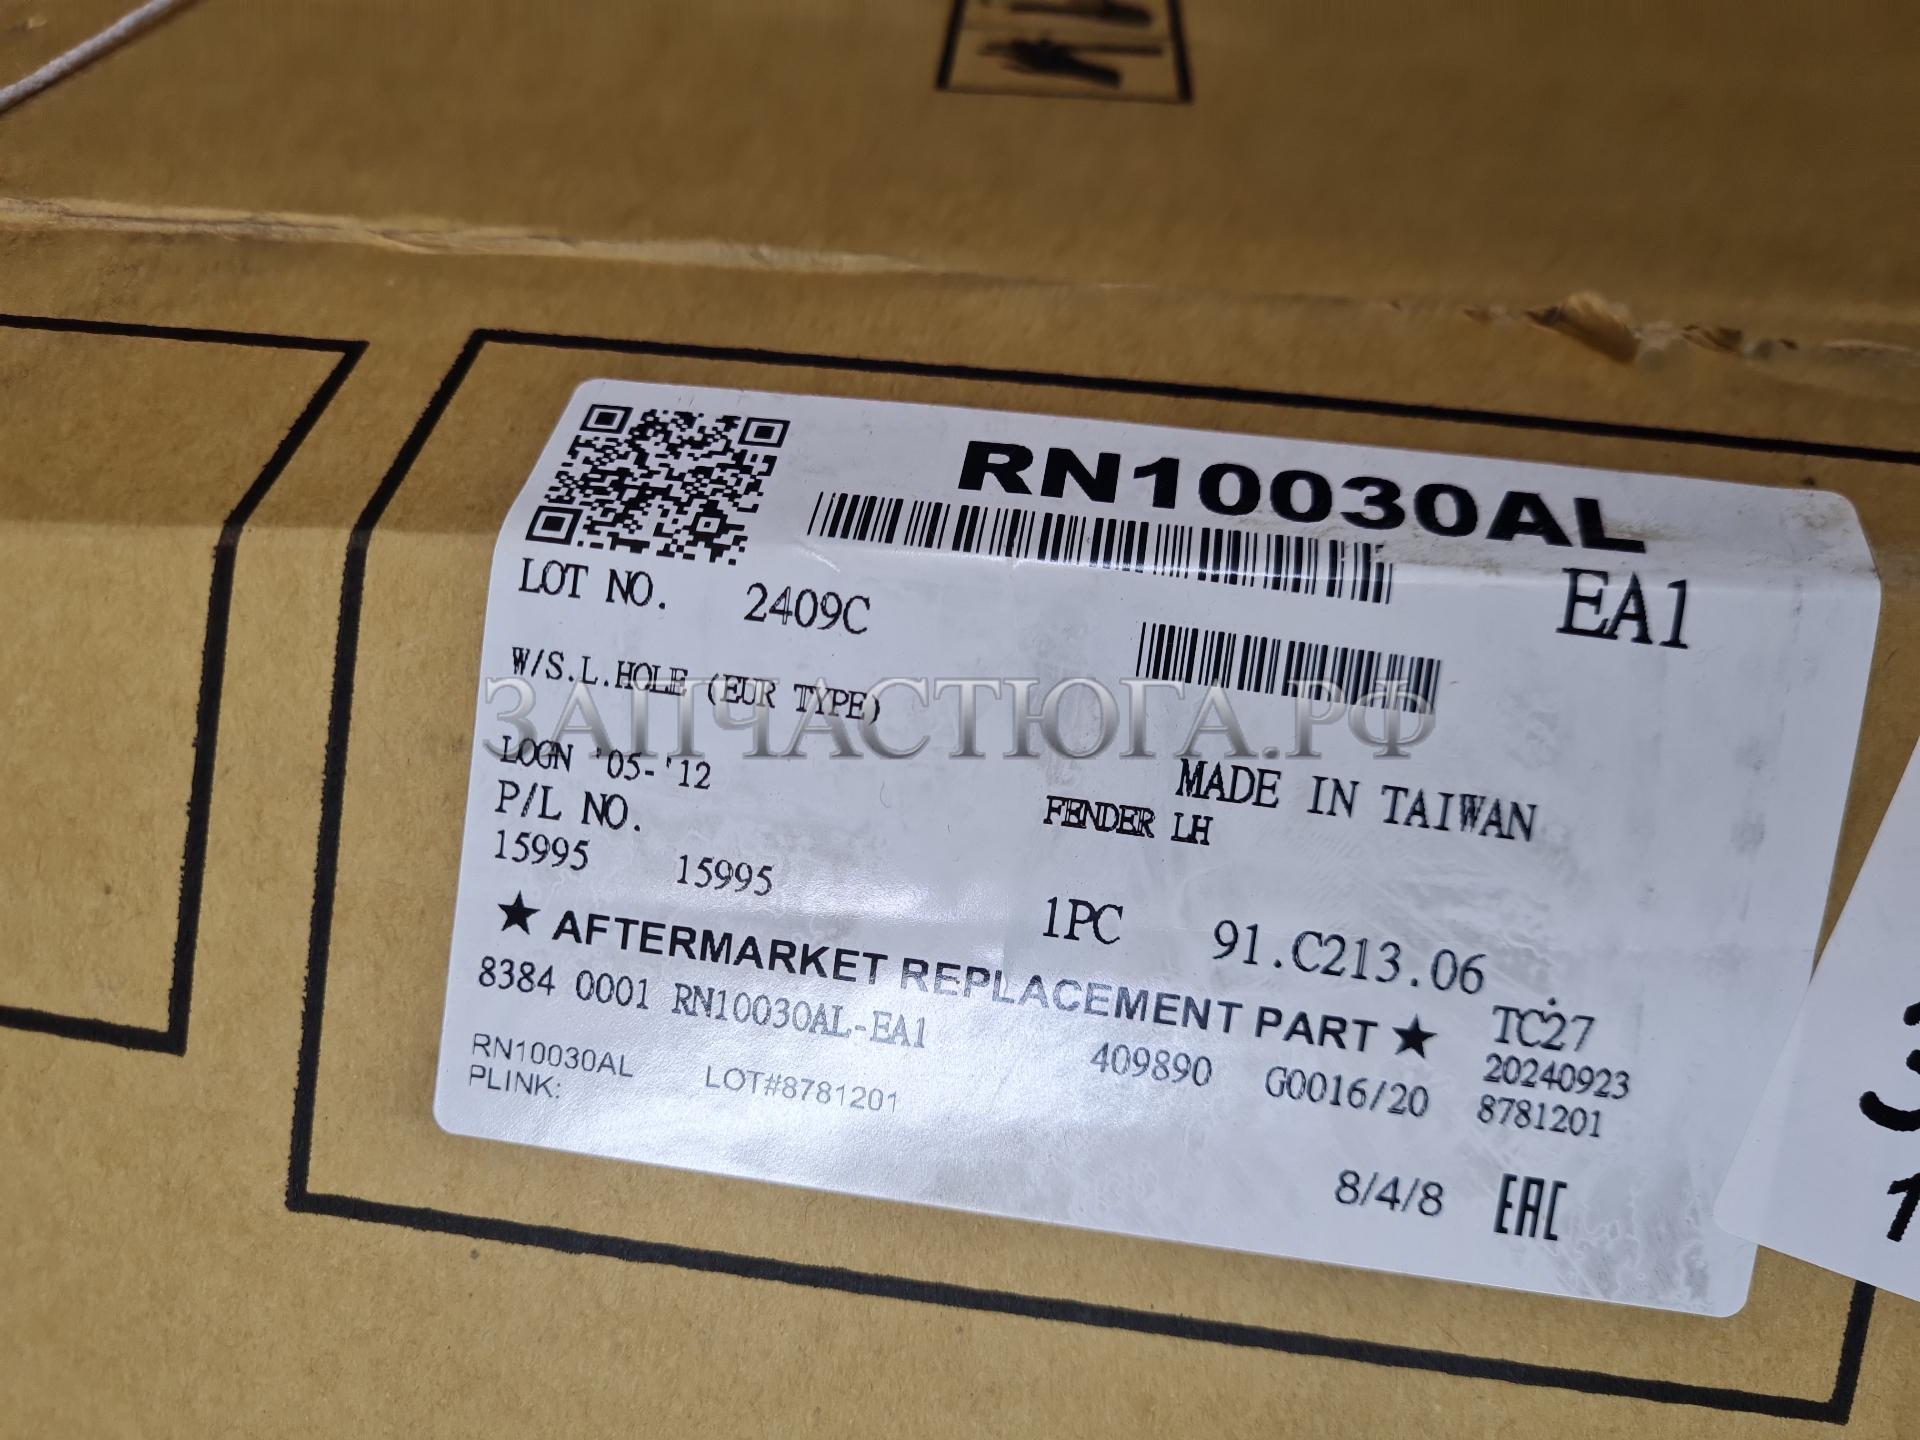 RN10030AL
EA1
LOT NO. 2409C
W/S.L.HOLE (EUR TYPE)
ЗАПЧАСТЮГА.РФ
LOGN '05-'12
MADE IN TAIWAN
P/L NO.
FENDER LH
15995 15995
1PC 91.C213.06
★ AFTERMARKET REPLACEMENT PART ★
TC27
8384 0001 RN10030AL-EA1
409890 G0016/20 20240923
RN10030AL LOT#8781201 8781201
PLINK:
8/4/8 EAC